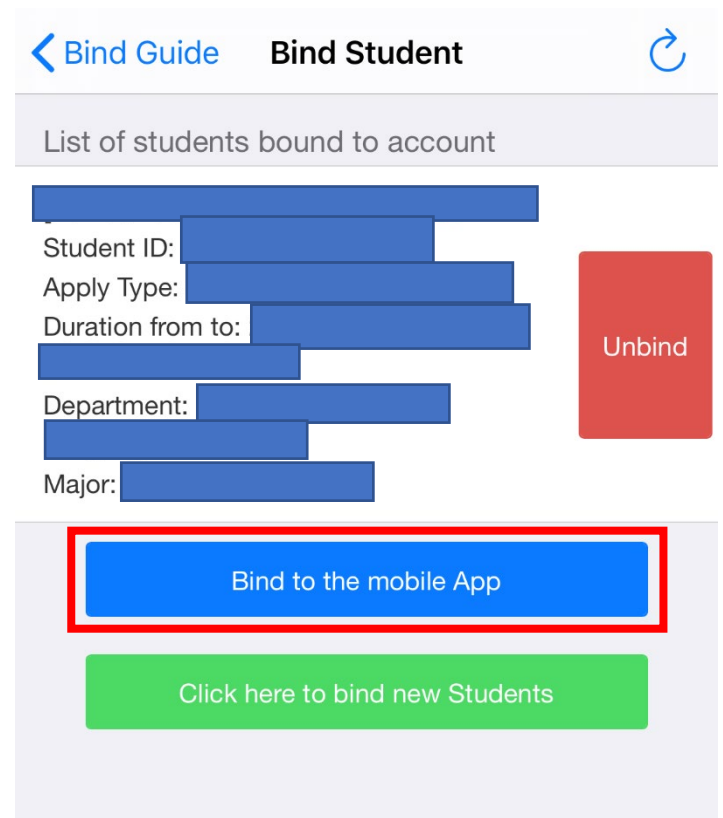 Bind Guide Bind Student
List of students bound to account
Student ID:
Apply Type:
Duration from to:
Unbind
Department:
Major:
Bind to the mobile App
Click here to bind new Students